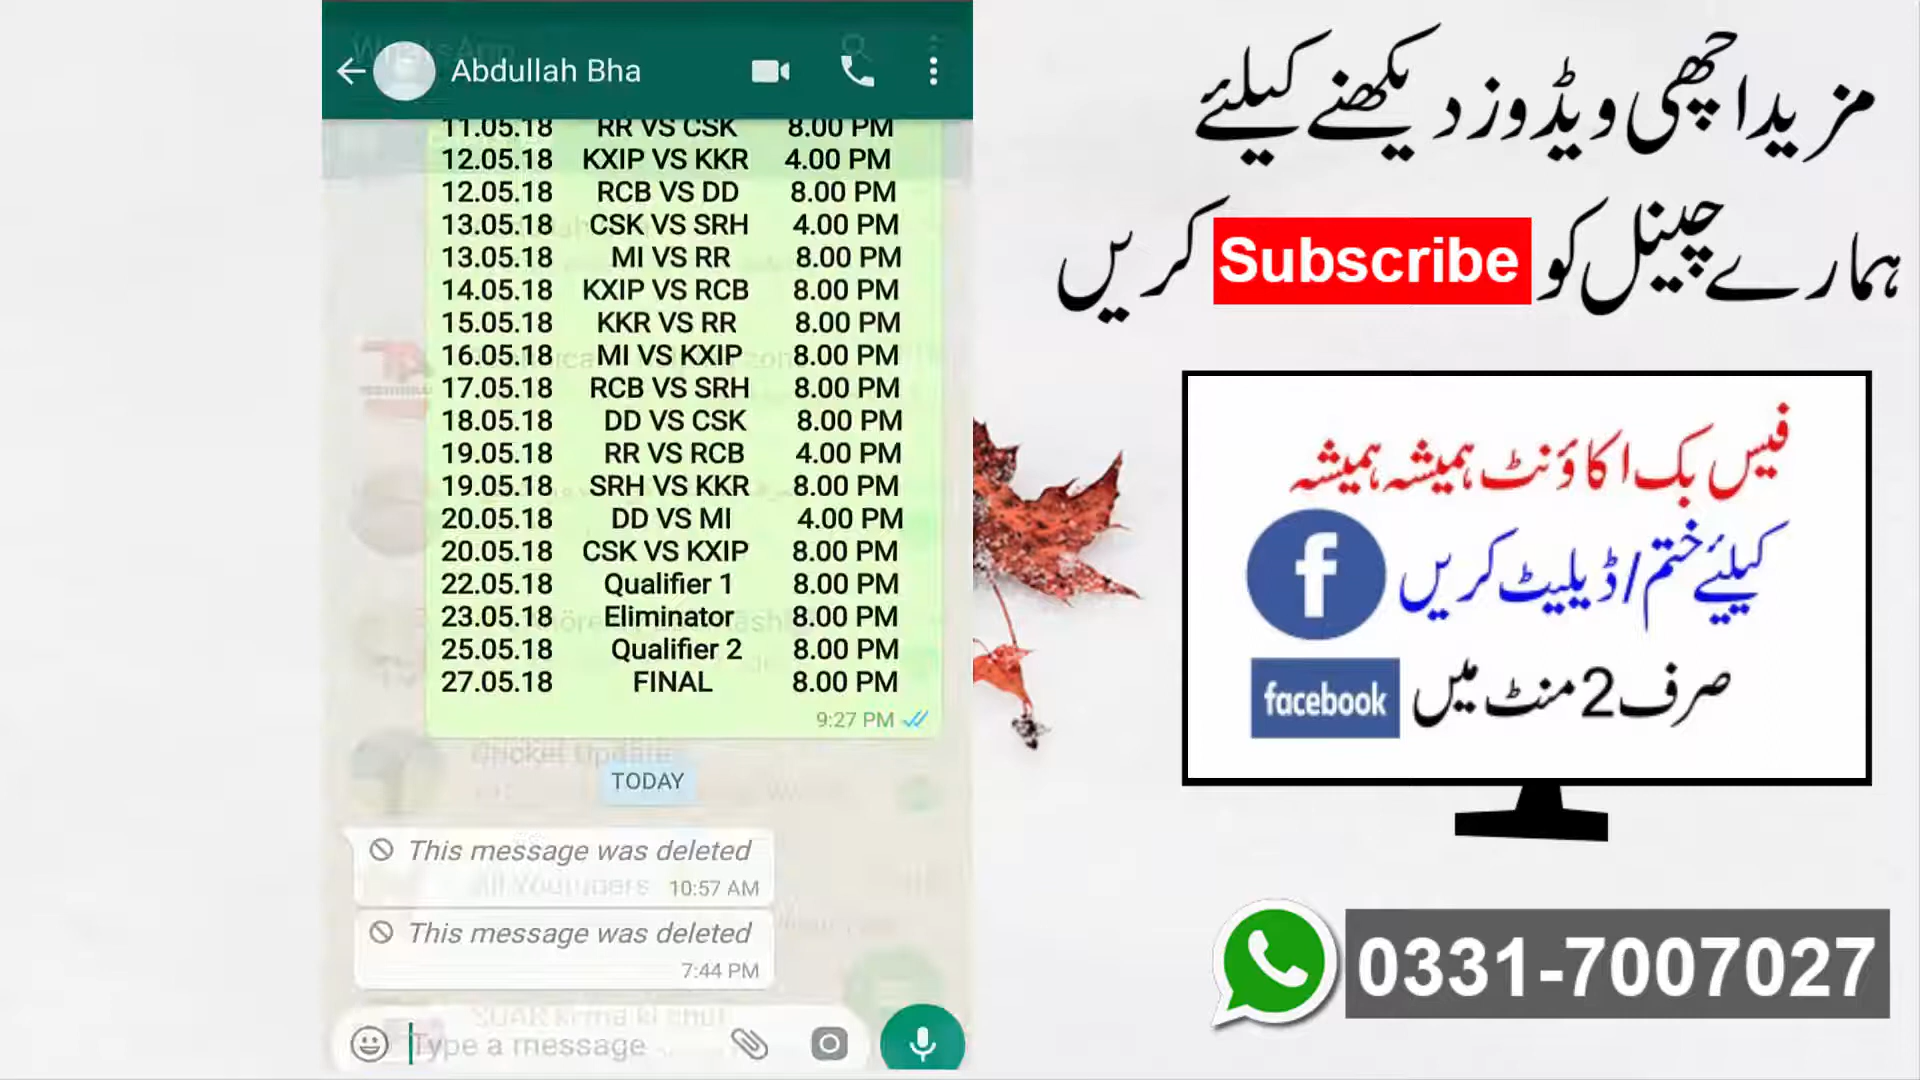 Abdullah Bha
11.05.18 RR VS CSK 8.00 PM
12.05.18 KXIP VS KKR 4.00 PM
12.05.18 RCB VS DD 8.00 PM
13.05.18 CSK VS SRH 4.00 PM
13.05.18 MI VS RR 8.00 PM
14.05.18 KXIP VS RCB 8.00 PM
15.05.18 KKR VS RR 8.00 PM
16.05.18 MI VS KXIP 8.00 PM
17.05.18 RCB VS SRH 8.00 PM
18.05.18 DD VS CSK 8.00 PM
19.05.18 RR VS RCB 4.00 PM
19.05.18 SRH VS KKR 8.00 PM
20.05.18 DD VS MI 4.00 PM
20.05.18 CSK VS KXIP 8.00 PM
22.05.18 Qualifier 1 8.00 PM
23.05.18 Eliminator 8.00 PM
25.05.18 Qualifier 2 8.00 PM
27.05.18 FINAL 8.00 PM
9:27 PM
Cricket Update
TODAY
This message was deleted
All Youtubers 10:57 AM
This message was deleted
7:44 PM
Type a message
مزید اچھی ویڈوز دیکھنے کیلئے
ہمارے چینل کو Subscribe کریں
فیس بک اکاؤنٹ ہمیشہ ہمیشہ
کیلیئے ختم/ڈیلیٹ کریں
صرف 2 منٹ میں
facebook
0331-7007027